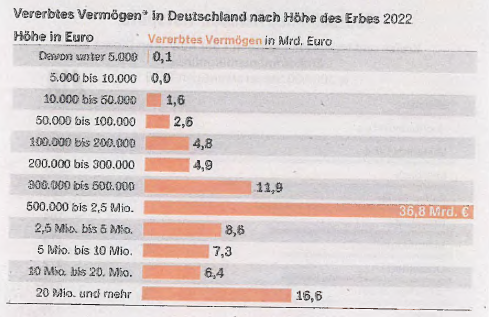 Vererbtes Vermögen* in Deutschland nach Höhe des Erbes 2022
Höhe in Euro Vererbtes Vermögen in Mrd. Euro
Davon unter 5.000 0,1
5.000 bis 10.000 0,0
10.000 bis 50.000 1,6
50.000 bis 100.000 2,6
100.000 bis 200.000 4,8
200.000 bis 300.000 4,9
300.000 bis 500.000 11,9
500.000 bis 2,5 Mio. 36,8 Mrd. €
2,5 Mio. bis 5 Mio. 8,6
5 Mio. bis 10 Mio. 7,3
10 Mio. bis 20. Mio. 6,4
20 Mio. und mehr 16,6